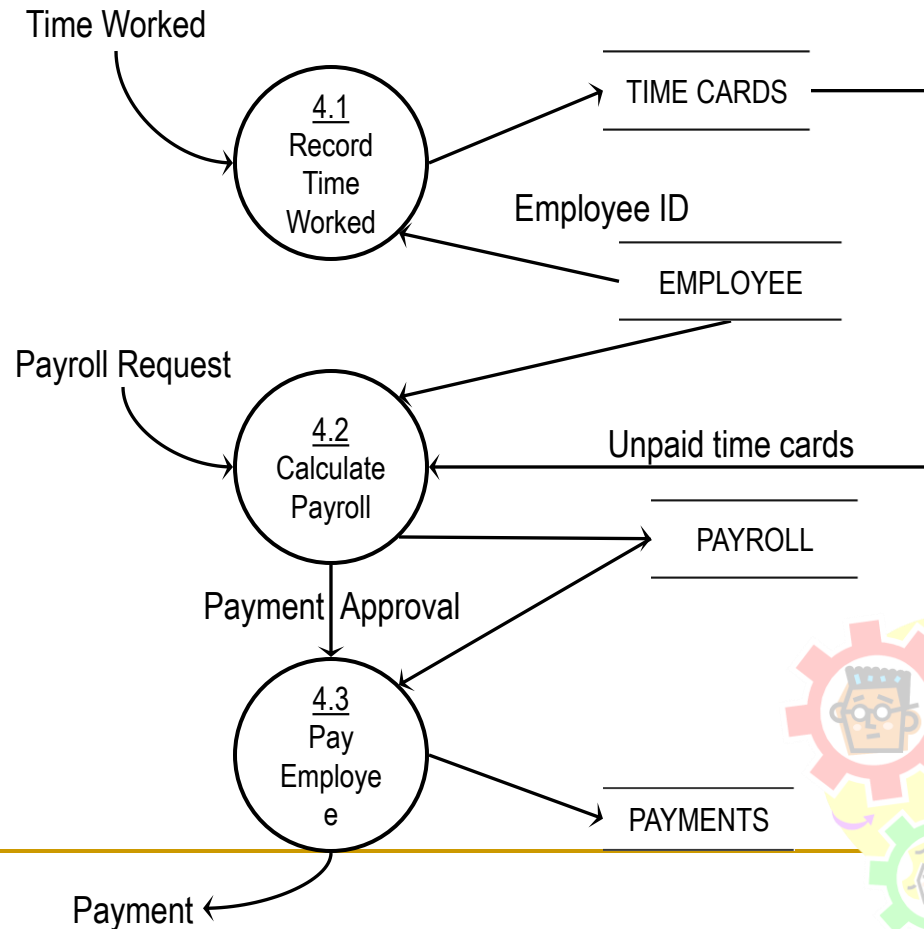 Time Worked
4.1
Record
Time
Worked
TIME CARDS
Employee ID
EMPLOYEE
Payroll Request
4.2
Calculate
Payroll
Unpaid time cards
PAYROLL
Payment Approval
4.3
Pay
Employe
e
PAYMENTS
Payment